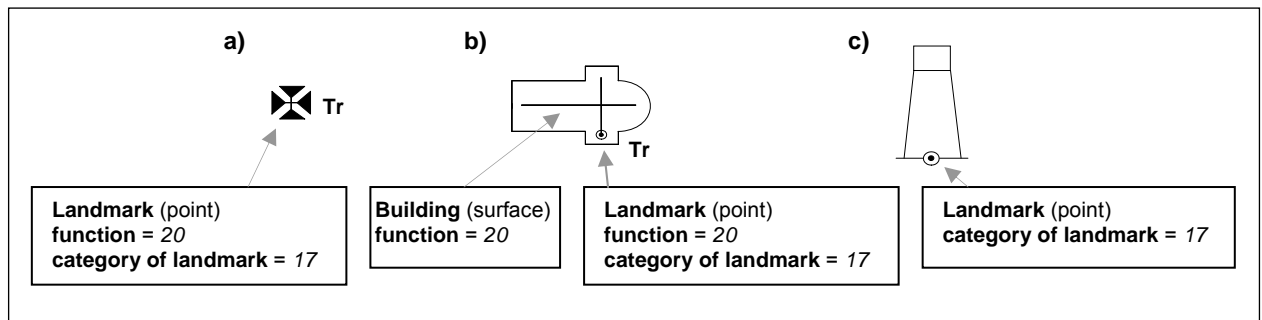 a)
b)
c)
Tr
Tr
Landmark (point)
function = 20
category of landmark = 17
Building (surface)
function = 20
Landmark (point)
function = 20
category of landmark = 17
Landmark (point)
category of landmark = 17